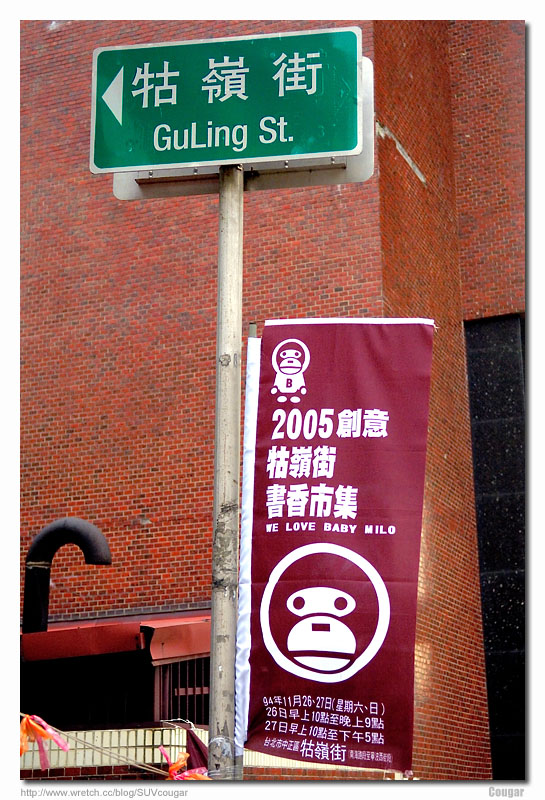 牯嶺街
GuLing St.
B
2005創意
牯嶺街
書香市集
WE LOVE BABY MILO
94年11月26、27日(星期六、日)
26日早上10點至晚上9點
27日早上10點至下午5點
台北市中正區牯嶺街
http://www.wretch.cc/blog/SUVcougar
Cougar